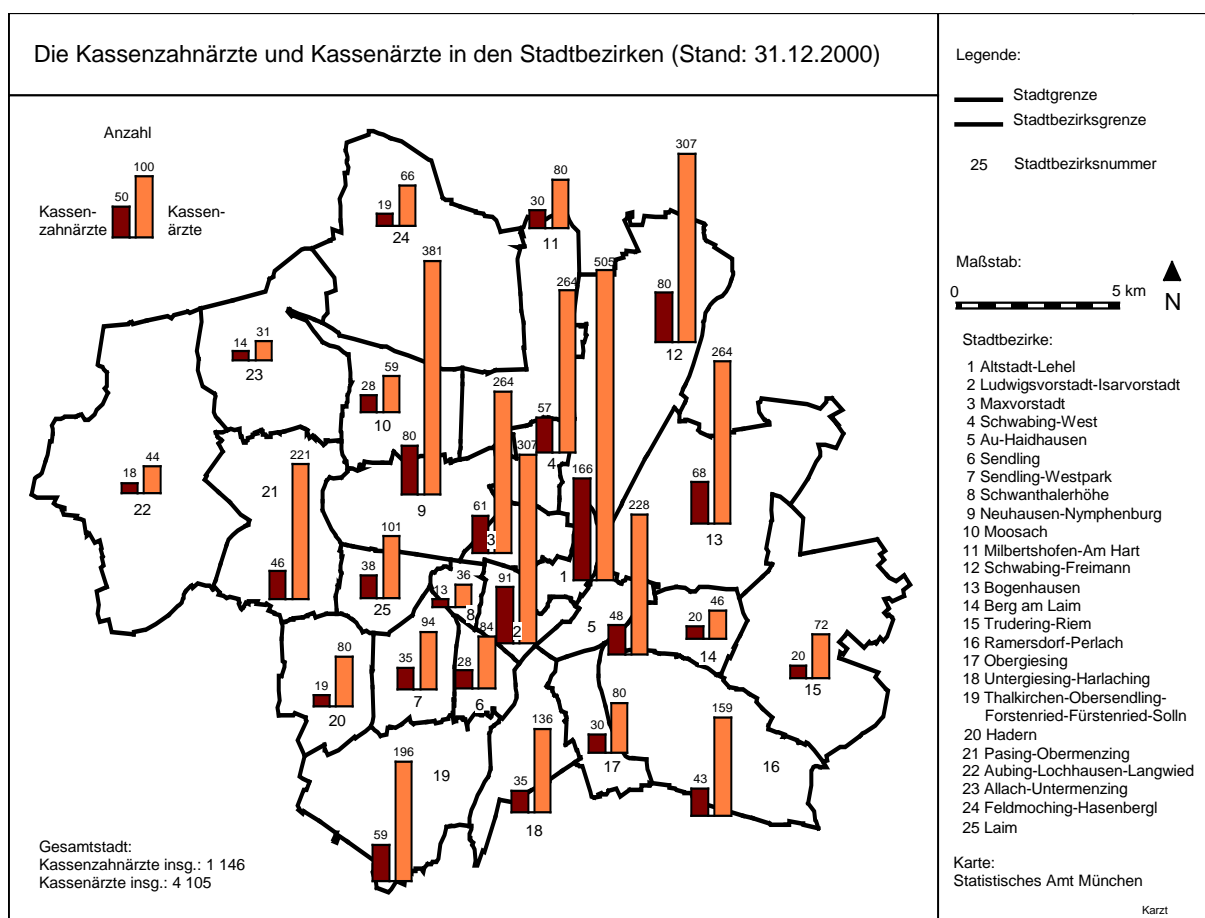 Die Kassenzahnärzte und Kassenärzte in den Stadtbezirken (Stand: 31.12.2000)
Anzahl
100
50
Kassen-
zahnärzte
Kassen-
ärzte
19
66
24
30
80
11
80
307
12
381
80
9
264
57
4
505
166
1
14
31
23
28
59
10
264
61
3
307
91
2
264
68
13
18
44
22
221
21
46
101
38
25
13
36
8
228
48
5
20
46
14
20
72
15
80
19
20
94
35
7
84
28
6
80
30
17
159
43
16
196
59
19
136
35
18
Gesamtstadt:
Kassenzahnärzte insg.: 1 146
Kassenärzte insg.: 4 105
Legende:
Stadtgrenze
Stadtbezirksgrenze
25 Stadtbezirksnummer
Maßstab:
0 5 km
N
Stadtbezirke:
1 Altstadt-Lehel
2 Ludwigsvorstadt-Isarvorstadt
3 Maxvorstadt
4 Schwabing-West
5 Au-Haidhausen
6 Sendling
7 Sendling-Westpark
8 Schwanthalerhöhe
9 Neuhausen-Nymphenburg
10 Moosach
11 Milbertshofen-Am Hart
12 Schwabing-Freimann
13 Bogenhausen
14 Berg am Laim
15 Trudering-Riem
16 Ramersdorf-Perlach
17 Obergiesing
18 Untergiesing-Harlaching
19 Thalkirchen-Obersendling-
Forstenried-Fürstenried-Solln
20 Hadern
21 Pasing-Obermenzing
22 Aubing-Lochhausen-Langwied
23 Allach-Untermenzing
24 Feldmoching-Hasenbergl
25 Laim
Karte:
Statistisches Amt München
Karzt